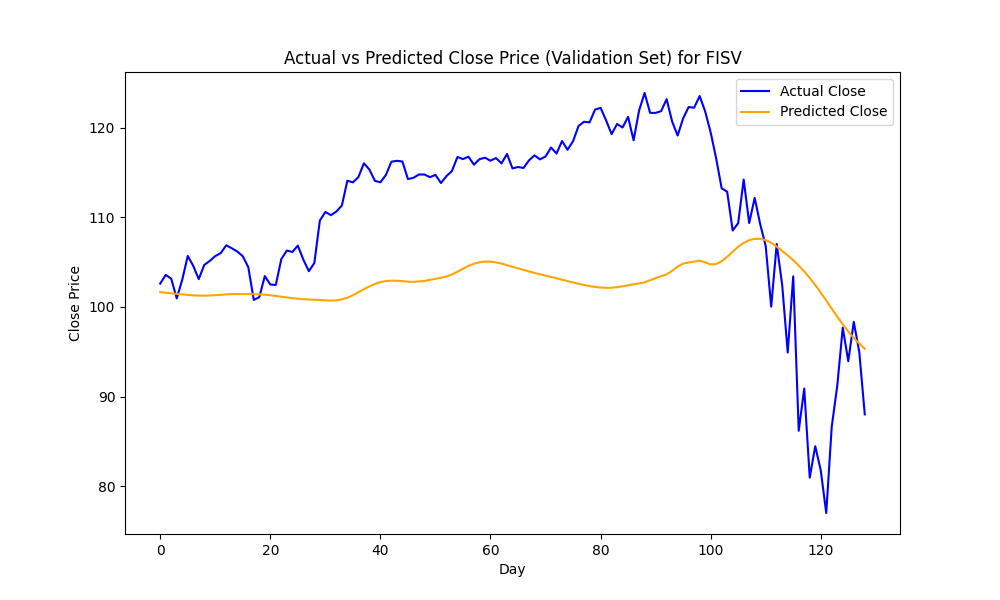 Actual vs Predicted Close Price (Validation Set) for FISV
Actual Close
Predicted Close
Close Price
120
110
100
90
80
0 20 40 60 80 100 120
Day